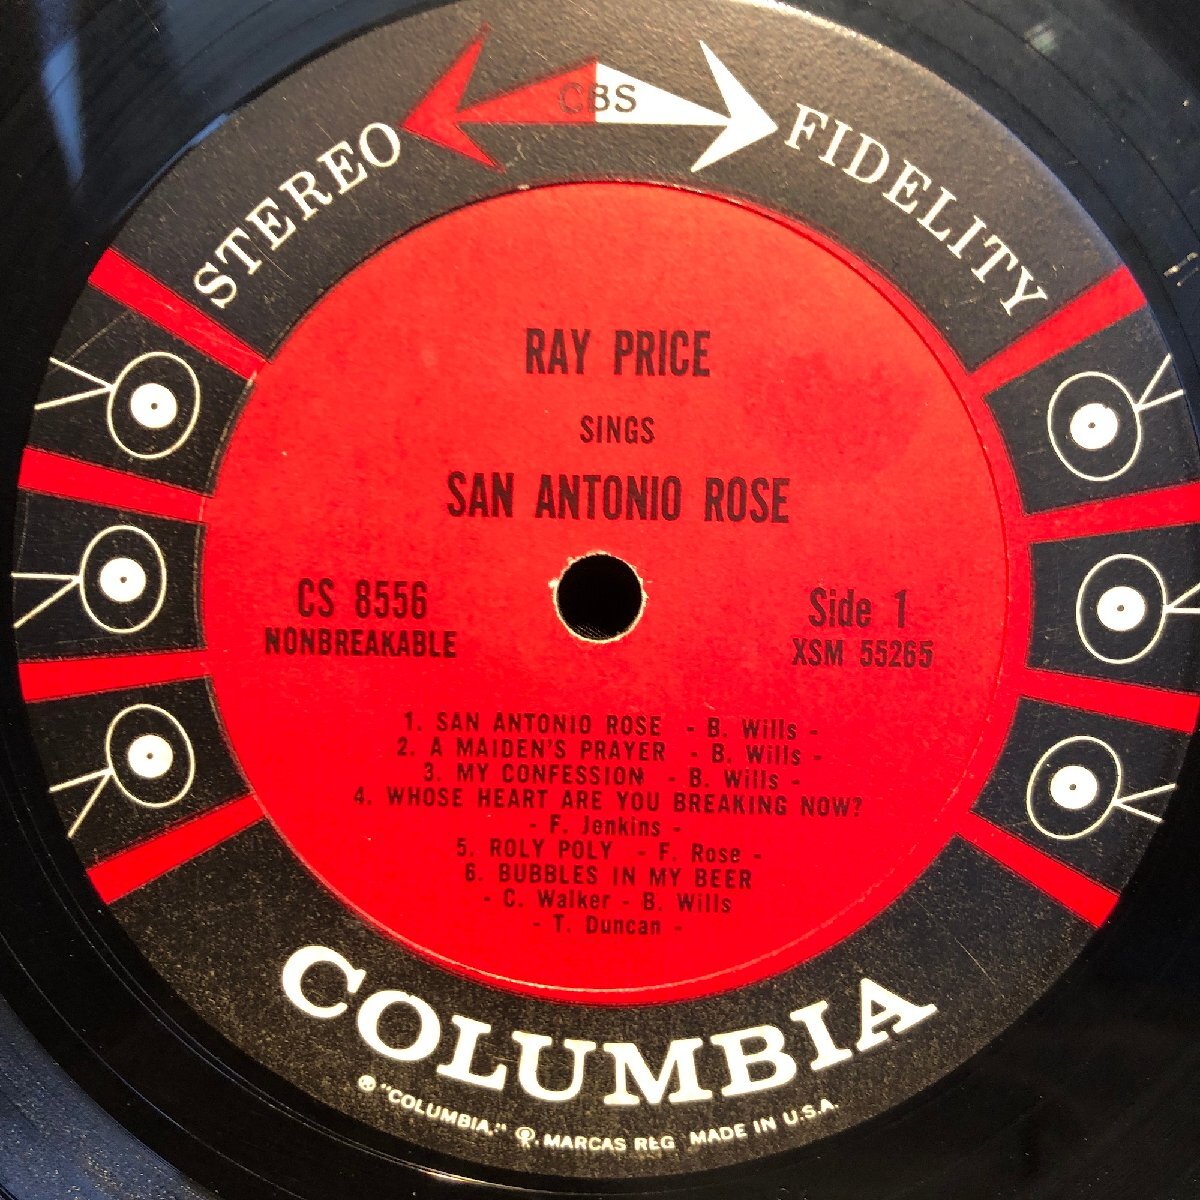 CBS
STEREO FIDELITY
RAY PRICE
SINGS
SAN ANTONIO ROSE
CS 8556
NONBREAKABLE
Side 1
XSM 55265
1. SAN ANTONIO ROSE - B. Wills -
2. A MAIDEN'S PRAYER - B. Wills -
3. MY CONFESSION - B. Wills -
4. WHOSE HEART ARE YOU BREAKING NOW?
- F. Jenkins -
5. ROLY POLY - F. Rose -
6. BUBBLES IN MY BEER
- C. Walker - B. Wills
- T. Duncan -
COLUMBIA
® "COLUMBIA," Ⓜ. MARCAS REG MADE IN U.S.A.